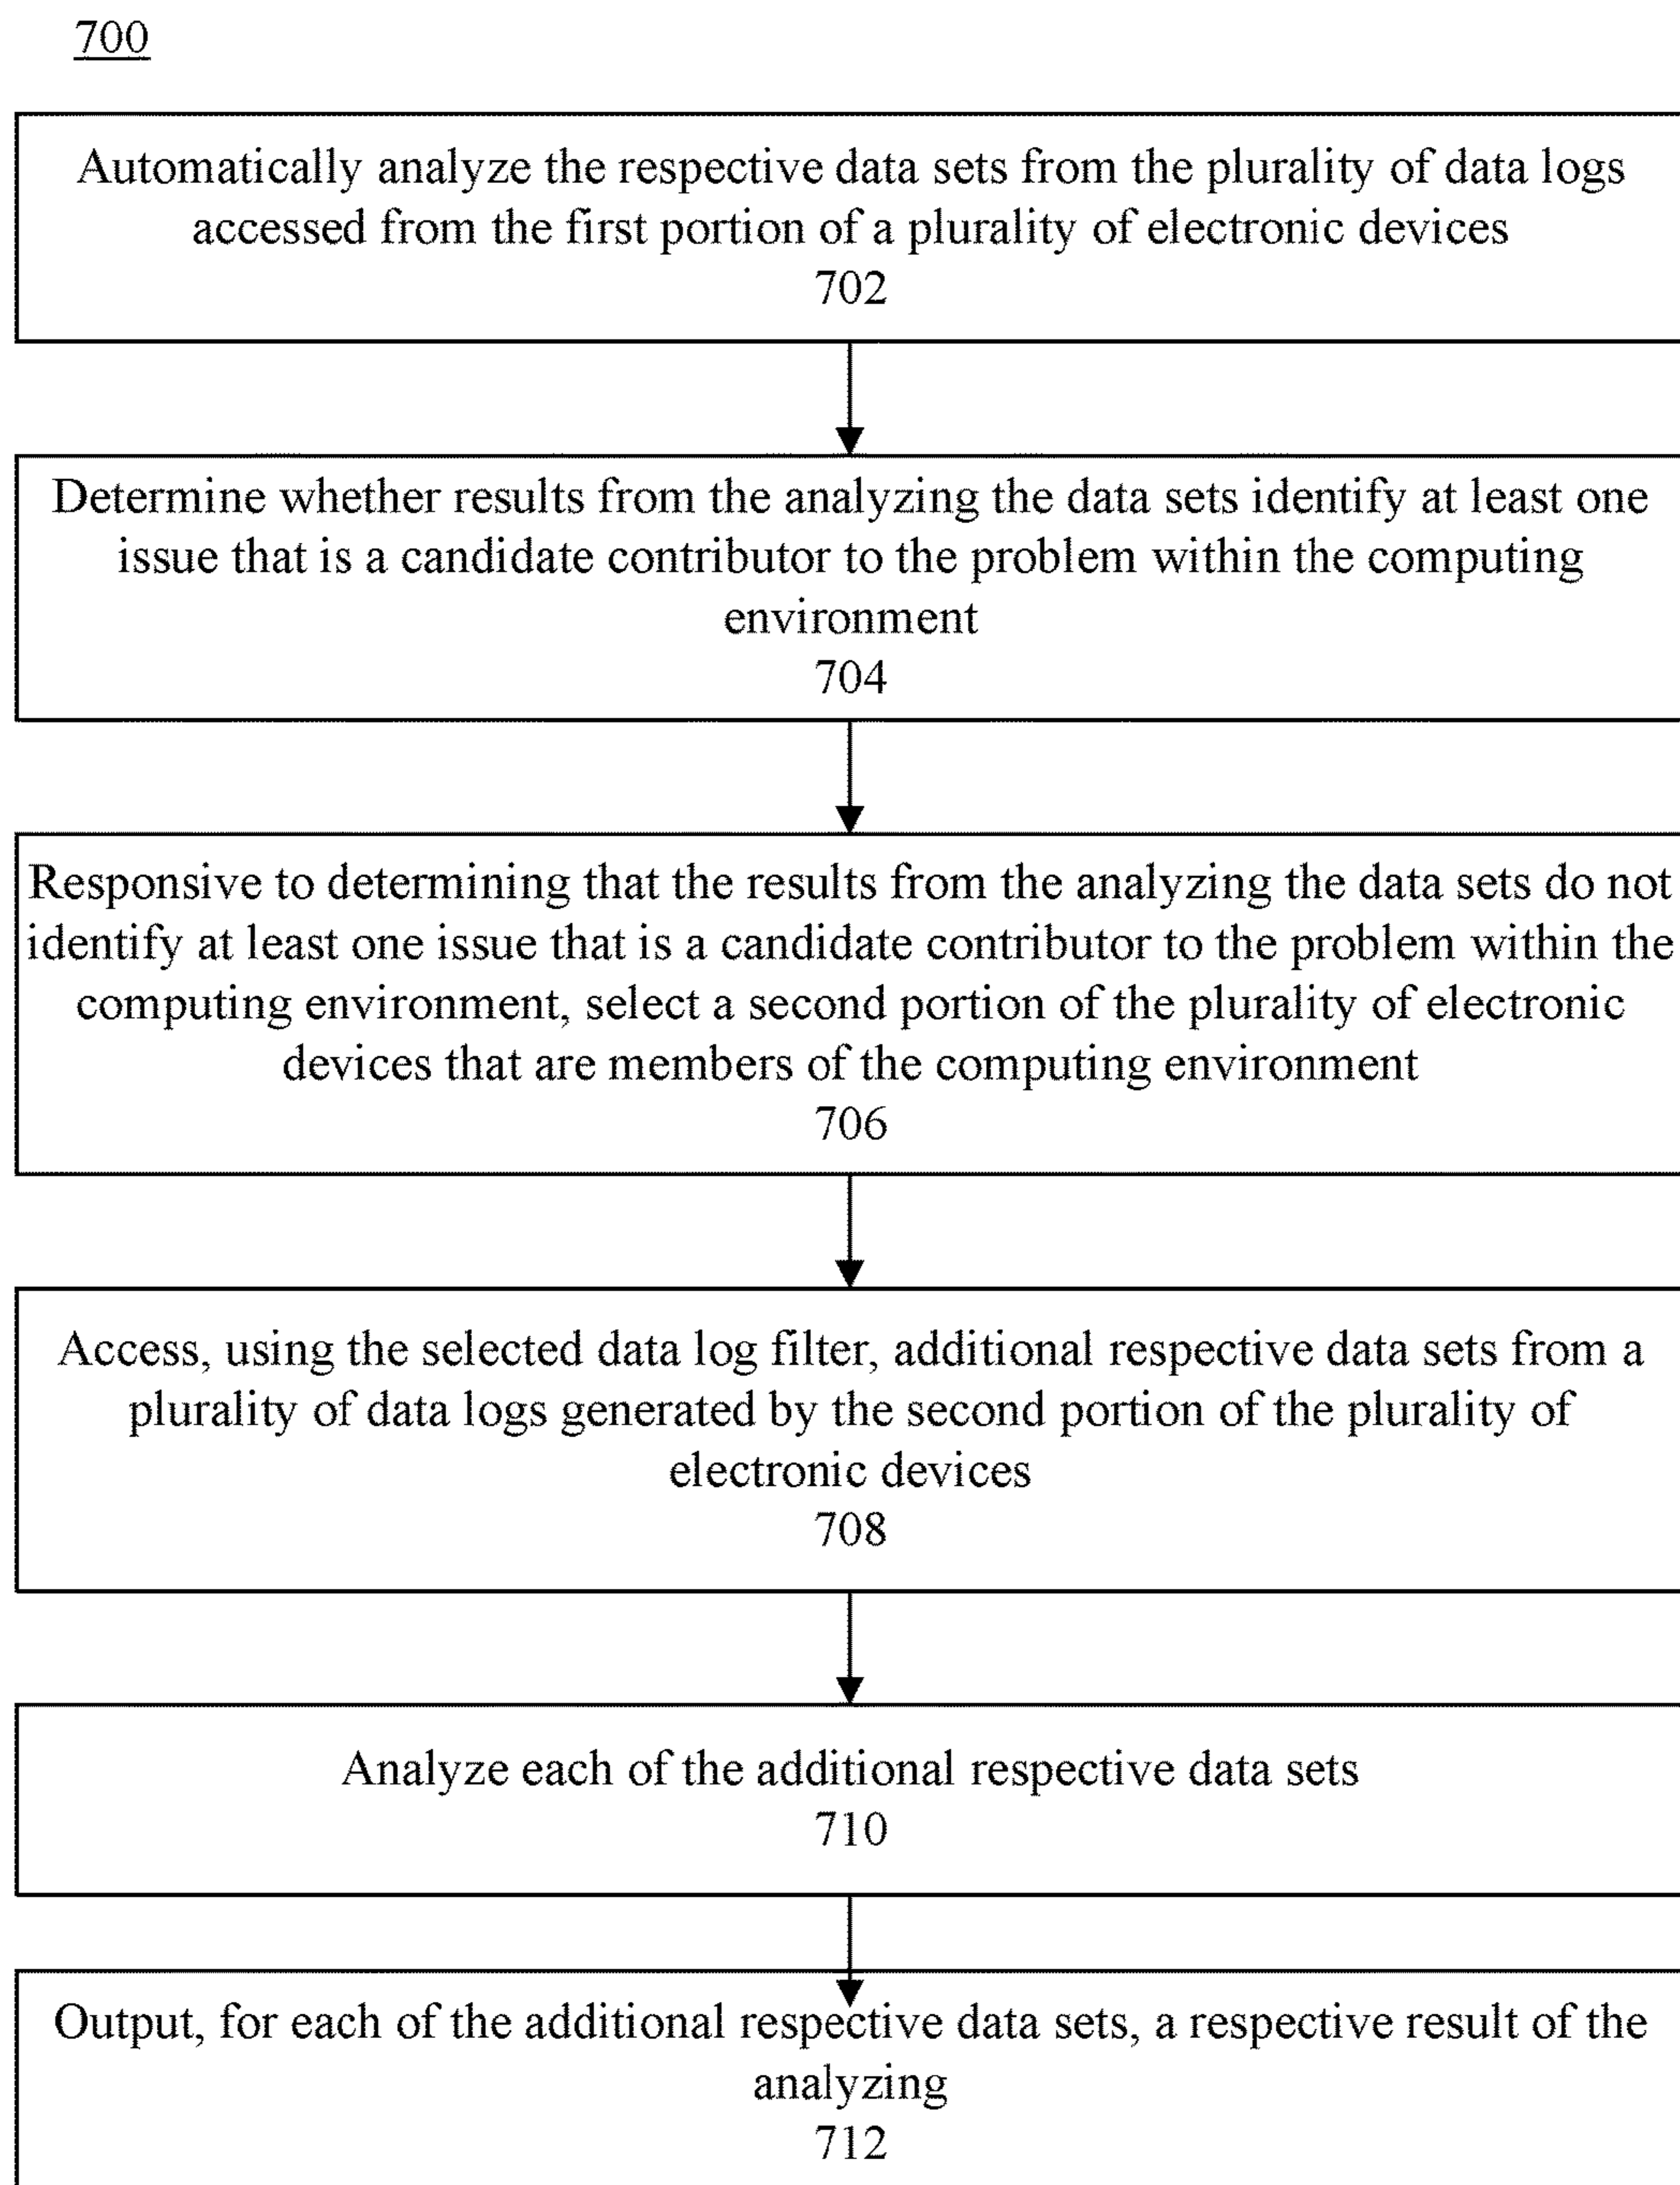 700
Automatically analyze the respective data sets from the plurality of data logs
accessed from the first portion of a plurality of electronic devices
702
Determine whether results from the analyzing the data sets identify at least one
issue that is a candidate contributor to the problem within the computing
environment
704
Responsive to determining that the results from the analyzing the data sets do not
identify at least one issue that is a candidate contributor to the problem within the
computing environment, select a second portion of the plurality of electronic
devices that are members of the computing environment
706
Access, using the selected data log filter, additional respective data sets from a
plurality of data logs generated by the second portion of the plurality of
electronic devices
708
Analyze each of the additional respective data sets
710
Output, for each of the additional respective data sets, a respective result of the
analyzing
712